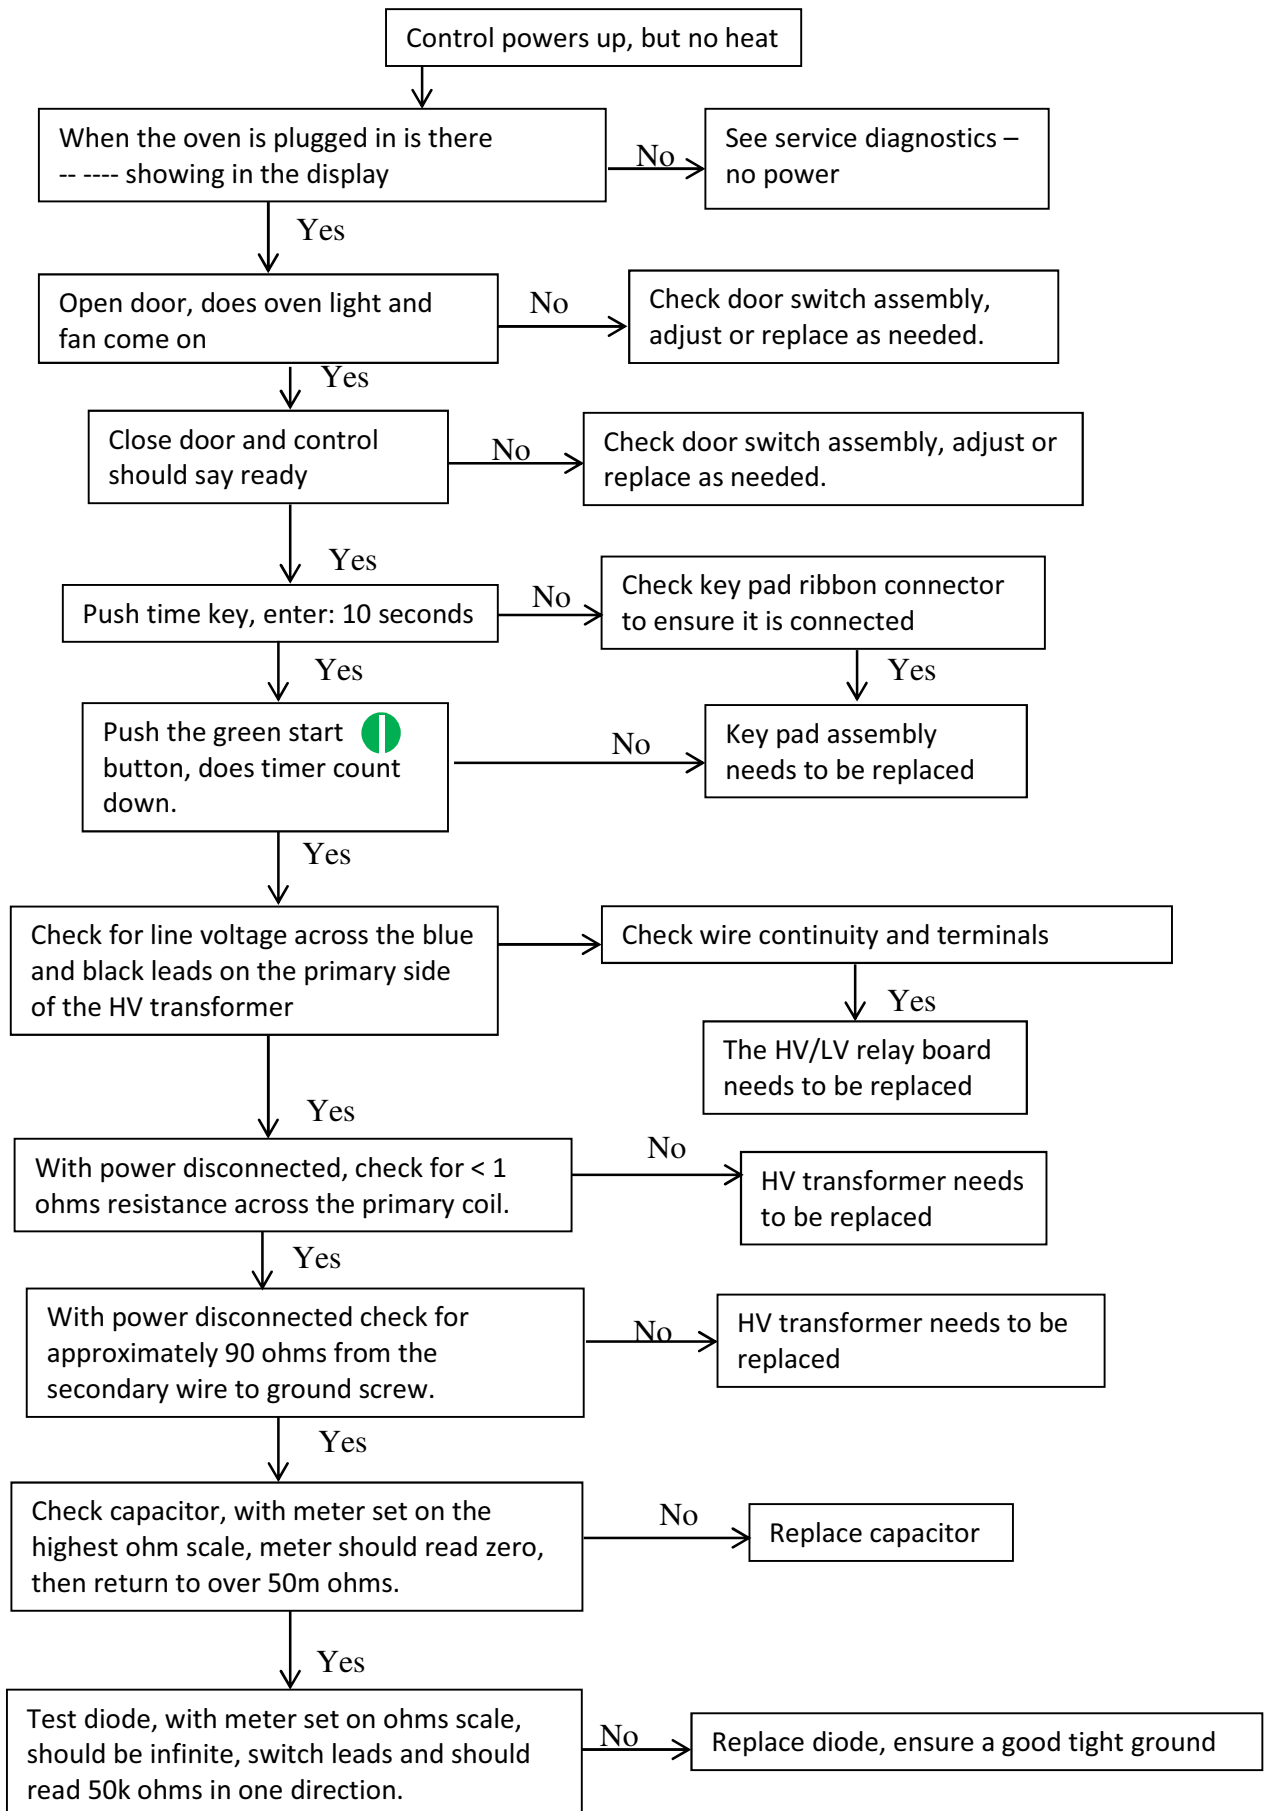 Control powers up, but no heat
When the oven is plugged in is there
-- ---- showing in the display
No
See service diagnostics –
no power
Yes
Open door, does oven light and
fan come on
No
Check door switch assembly,
adjust or replace as needed.
Yes
Close door and control
should say ready
No
Check door switch assembly, adjust or
replace as needed.
Yes
Push time key, enter: 10 seconds
No
Check key pad ribbon connector
to ensure it is connected
Yes
Yes
Push the green start
button, does timer count
down.
No
Key pad assembly
needs to be replaced
Yes
Check for line voltage across the blue
and black leads on the primary side
of the HV transformer
Check wire continuity and terminals
Yes
The HV/LV relay board
needs to be replaced
Yes
With power disconnected, check for < 1
ohms resistance across the primary coil.
No
HV transformer needs
to be replaced
Yes
With power disconnected check for
approximately 90 ohms from the
secondary wire to ground screw.
No
HV transformer needs to be
replaced
Yes
Check capacitor, with meter set on the
highest ohm scale, meter should read zero,
then return to over 50m ohms.
No
Replace capacitor
Yes
Test diode, with meter set on ohms scale,
should be infinite, switch leads and should
read 50k ohms in one direction.
No
Replace diode, ensure a good tight ground